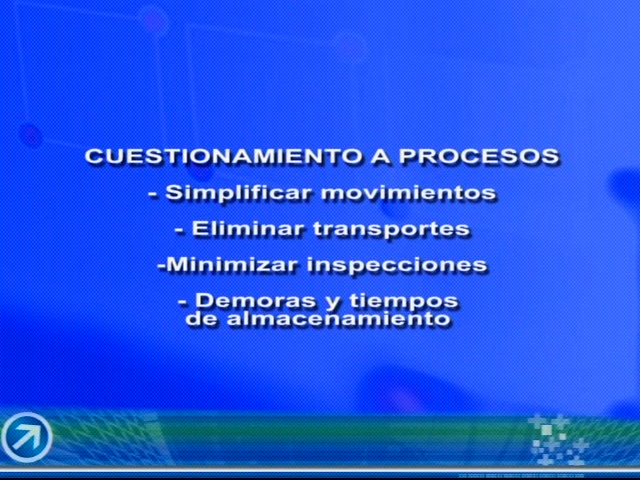 CUESTIONAMIENTO A PROCESOS
- Simplificar movimientos
- Eliminar transportes
-Minimizar inspecciones
- Demoras y tiempos
de almacenamiento